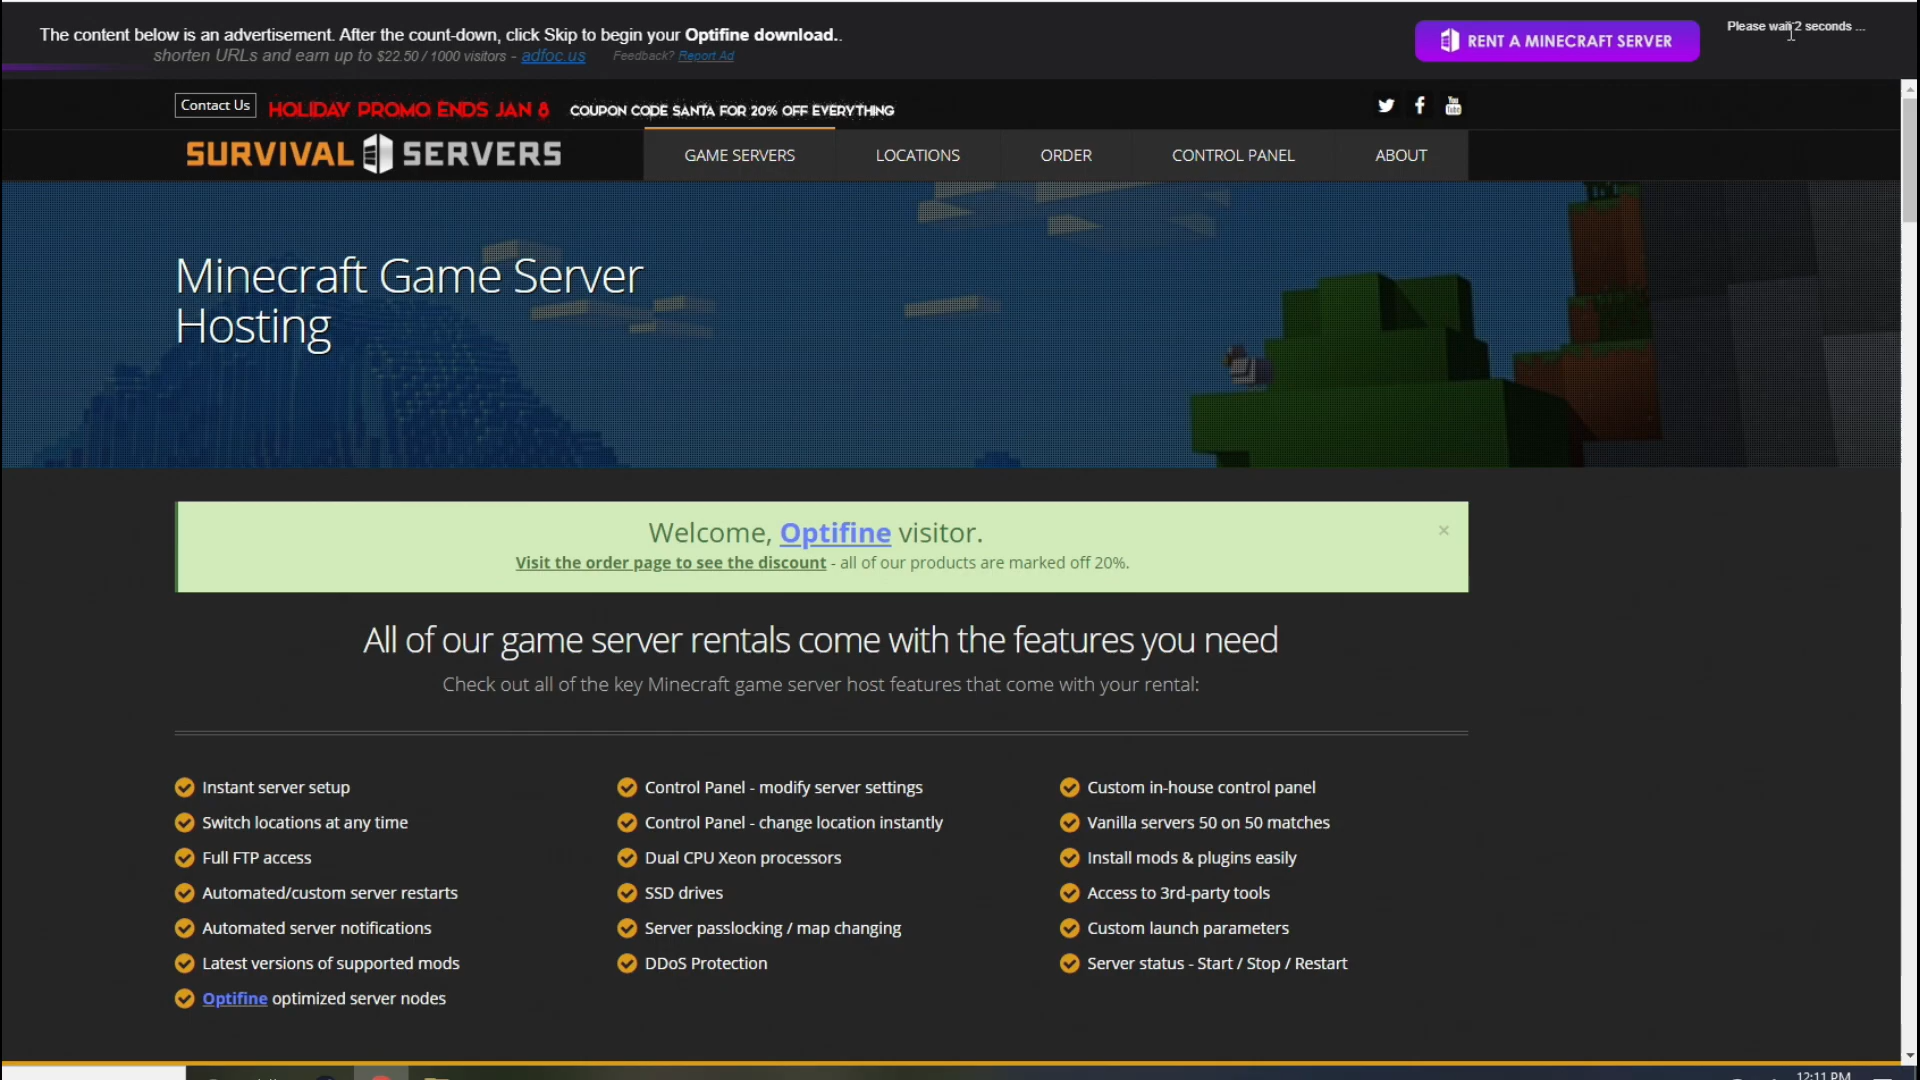 The content below is an advertisement. After the count-down, click Skip to begin your Optifine download..
shorten URLs and earn up to $22.50 / 1000 visitors - adfoc.us Feedback? Report Ad
RENT A MINECRAFT SERVER
Please wait 2 seconds ...
Contact Us HOLIDAY PROMO ENDS JAN 8 COUPON CODE SANTA FOR 20% OFF EVERYTHING
SURVIVAL SERVERS
GAME SERVERS LOCATIONS ORDER CONTROL PANEL ABOUT
Minecraft Game Server
Hosting
Welcome, Optifine visitor.
×
Visit the order page to see the discount - all of our products are marked off 20%.
All of our game server rentals come with the features you need
Check out all of the key Minecraft game server host features that come with your rental:
Instant server setup
Switch locations at any time
Full FTP access
Automated/custom server restarts
Automated server notifications
Latest versions of supported mods
Optifine optimized server nodes
Control Panel - modify server settings
Control Panel - change location instantly
Dual CPU Xeon processors
SSD drives
Server passlocking / map changing
DDoS Protection
Custom in-house control panel
Vanilla servers 50 on 50 matches
Install mods & plugins easily
Access to 3rd-party tools
Custom launch parameters
Server status - Start / Stop / Restart
12:11 PM